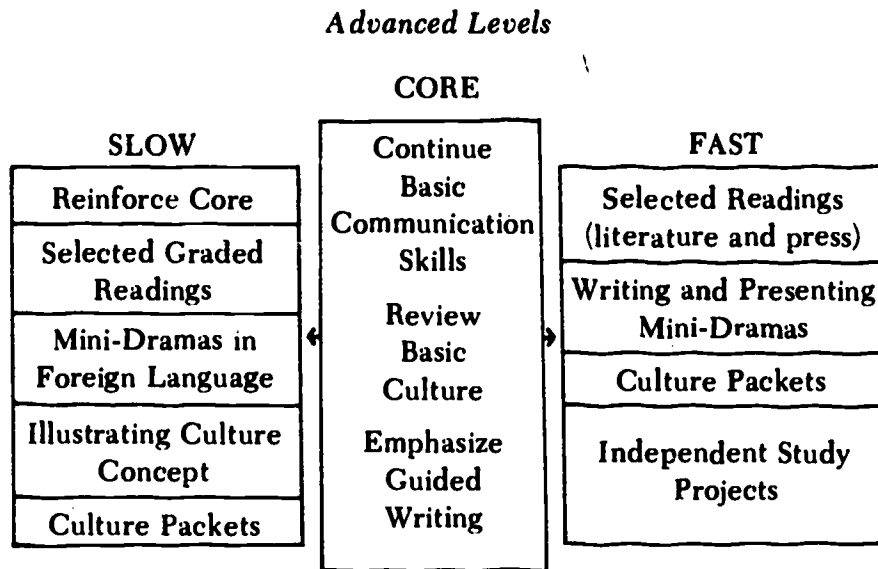 Advanced Levels
CORE
Continue
Basic
Communication
Skills
Review
Basic
Culture
Emphasize
Guided
Writing
SLOW
Reinforce Core
Selected Graded
Readings
Mini-Dramas in
Foreign Language
Illustrating Culture
Concept
Culture Packets
FAST
Selected Readings
(literature and press)
Writing and Presenting
Mini-Dramas
Culture Packets
Independent Study
Projects